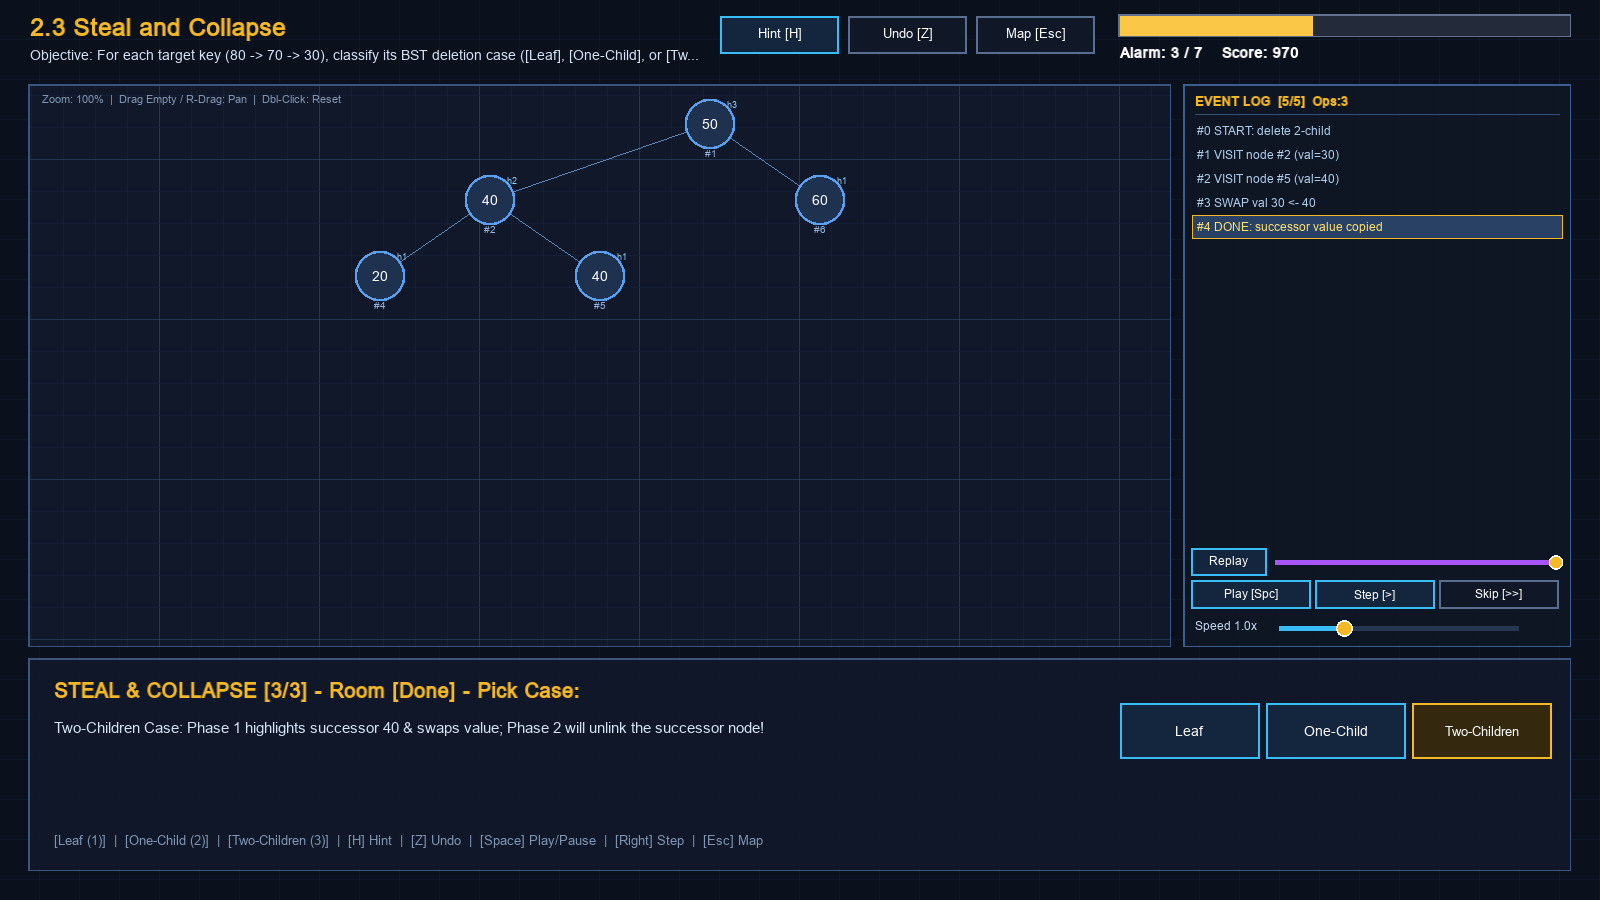 2.3 Steal and Collapse
Objective: For each target key (80 -> 70 -> 30), classify its BST deletion case ([Leaf], [One-Child], or [Tw...
Hint [H]
Undo [Z]
Map [Esc]
Alarm: 3 / 7
Score: 970
Zoom: 100%  |  Drag Empty / R-Drag: Pan  |  Dbl-Click: Reset
h3
50
#1
h2
40
#2
h1
60
#6
h1
20
#4
h1
40
#5
EVENT LOG  [5/5]  Ops:3
#0 START: delete 2-child
#1 VISIT node #2 (val=30)
#2 VISIT node #5 (val=40)
#3 SWAP val 30 <- 40
#4 DONE: successor value copied
Replay
Play [Spc]
Step [>]
Skip [>>]
Speed 1.0x
STEAL & COLLAPSE [3/3] - Room [Done] - Pick Case:
Two-Children Case: Phase 1 highlights successor 40 & swaps value; Phase 2 will unlink the successor node!
Leaf
One-Child
Two-Children
[Leaf (1)]  |  [One-Child (2)]  |  [Two-Children (3)]  |  [H] Hint  |  [Z] Undo  |  [Space] Play/Pause  |  [Right] Step  |  [Esc] Map